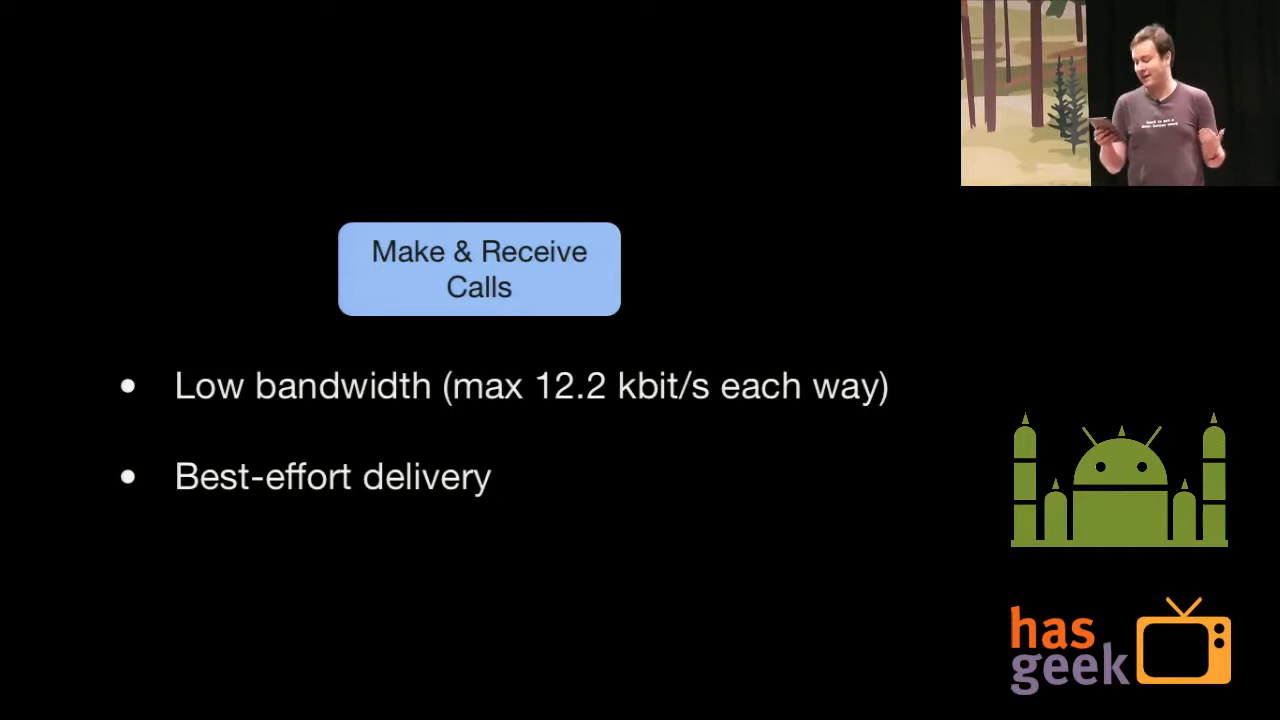 Make & Receive
Calls
• Low bandwidth (max 12.2 kbit/s each way)
• Best-effort delivery
has
geek